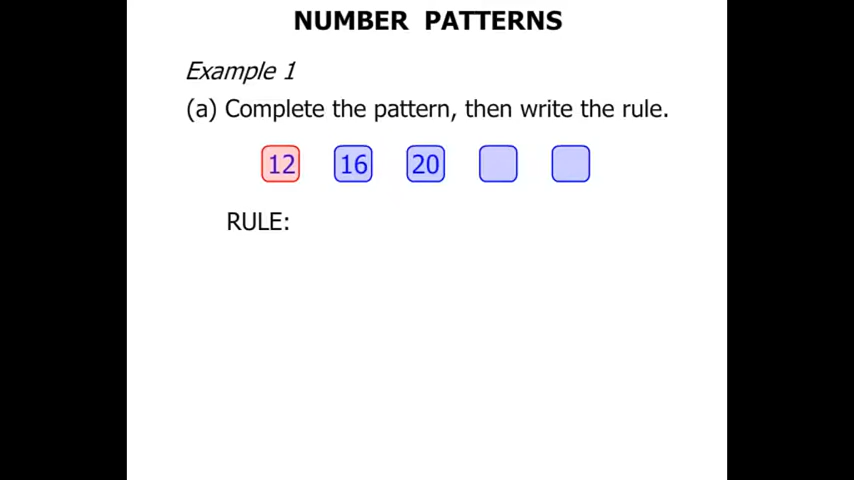 NUMBER PATTERNS
Example 1
(a) Complete the pattern, then write the rule.
12 16 20
RULE: